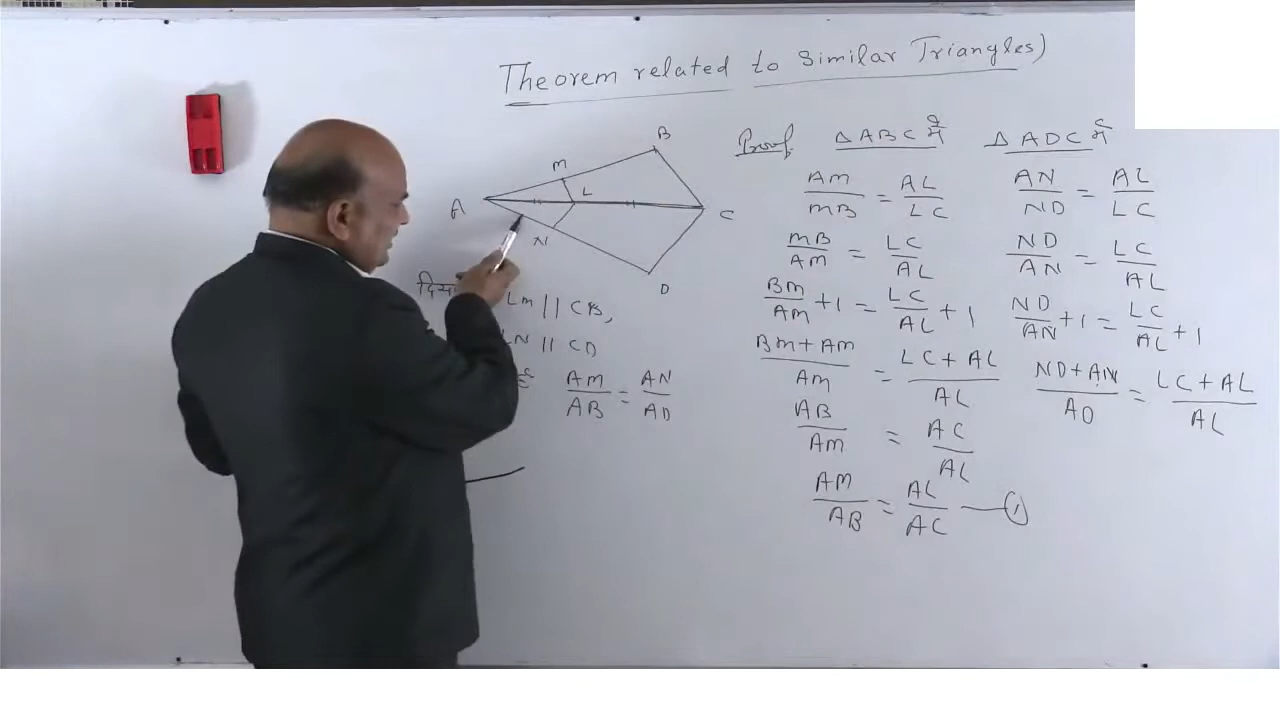 Theorem related to Similar Triangles)
B
M
L
A
C
N
D
दिया
LM || CB,
LN || CD
AM/AB = AN/AD
Proof. △ABC में
AM/MB = AL/LC
MB/AM = LC/AL
BM/AM + 1 = LC/AL + 1
BM+AM/AM = LC+AL/AL
AB/AM = AC/AL
AM/AB = AL/AC — (1)
△ADC में
AN/ND = AL/LC
ND/AN = LC/AL
ND/AN + 1 = LC/AL + 1
ND+AN/AD = LC+AL/AL